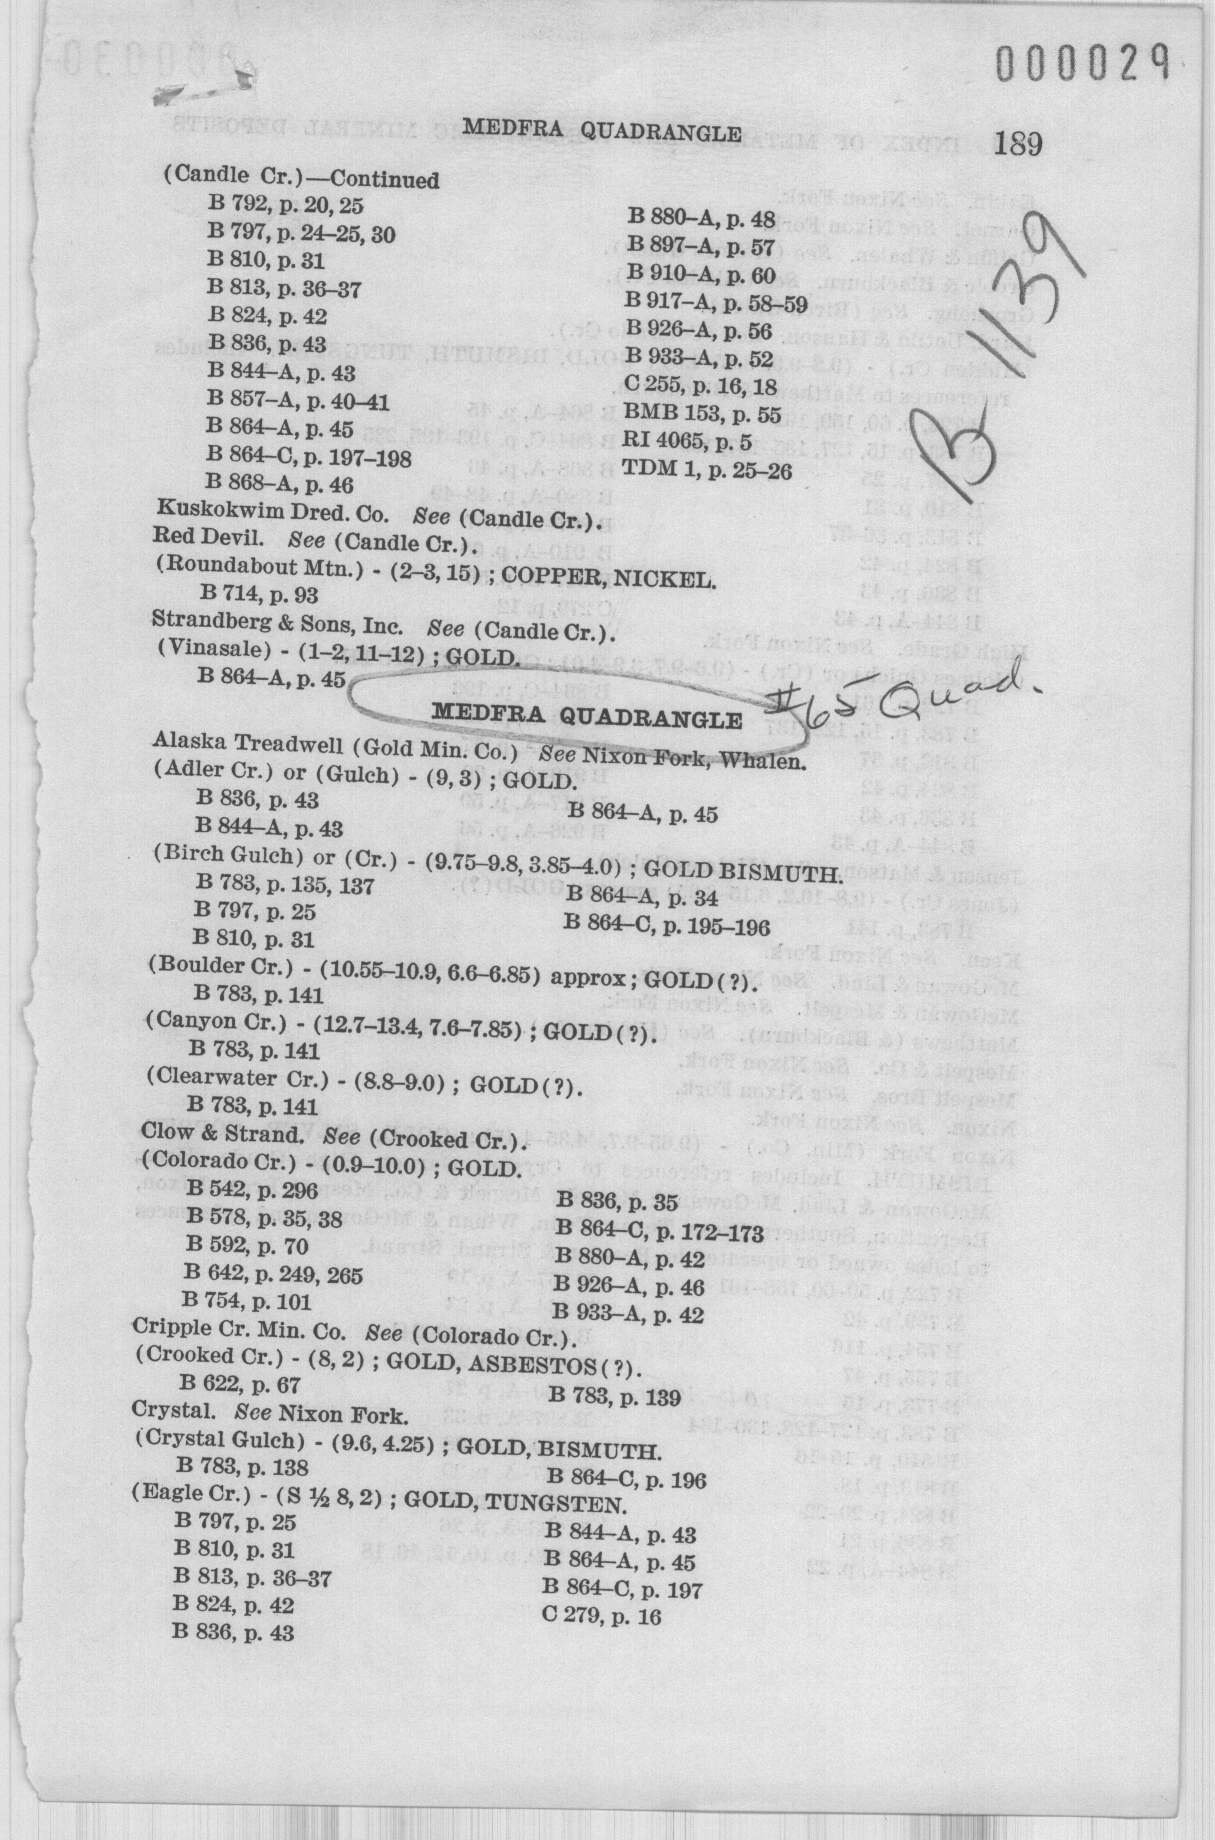 000029
MEDFRA QUADRANGLE
189
(Candle Cr.)—Continued
B 792, p. 20, 25
B 797, p. 24–25, 30
B 810, p. 31
B 813, p. 36–37
B 824, p. 42
B 836, p. 43
B 844–A, p. 43
B 857–A, p. 40–41
B 864–A, p. 45
B 864–C, p. 197–198
B 868–A, p. 46
B 880–A, p. 48
B 897–A, p. 57
B 910–A, p. 60
B 917–A, p. 58–59
B 926–A, p. 56
B 933–A, p. 52
C 255, p. 16, 18
BMB 153, p. 55
RI 4065, p. 5
TDM 1, p. 25–26
B-1139
Kuskokwim Dred. Co. See (Candle Cr.).
Red Devil. See (Candle Cr.).
(Roundabout Mtn.) - (2–3, 15) ; COPPER, NICKEL.
B 714, p. 93
Strandberg & Sons, Inc. See (Candle Cr.).
(Vinasale) - (1–2, 11–12) ; GOLD.
B 864–A, p. 45
MEDFRA QUADRANGLE #65 Quad.
Alaska Treadwell (Gold Min. Co.) See Nixon Fork, Whalen.
(Adler Cr.) or (Gulch) - (9, 3) ; GOLD.
B 836, p. 43
B 844–A, p. 43
B 864–A, p. 45
(Birch Gulch) or (Cr.) - (9.75–9.8, 3.85–4.0) ; GOLD BISMUTH.
B 783, p. 135, 137
B 797, p. 25
B 810, p. 31
B 864–A, p. 34
B 864–C, p. 195–196
(Boulder Cr.) - (10.55–10.9, 6.6–6.85) approx; GOLD(?).
B 783, p. 141
(Canyon Cr.) - (12.7–13.4, 7.6–7.85) ; GOLD(?).
B 783, p. 141
(Clearwater Cr.) - (8.8–9.0) ; GOLD(?).
B 783, p. 141
Clow & Strand. See (Crooked Cr.).
(Colorado Cr.) - (0.9–10.0) ; GOLD.
B 542, p. 296
B 578, p. 35, 38
B 592, p. 70
B 642, p. 249, 265
B 754, p. 101
B 836, p. 35
B 864–C, p. 172–173
B 880–A, p. 42
B 926–A, p. 46
B 933–A, p. 42
Cripple Cr. Min. Co. See (Colorado Cr.).
(Crooked Cr.) - (8, 2) ; GOLD, ASBESTOS(?).
B 622, p. 67
B 783, p. 139
Crystal. See Nixon Fork.
(Crystal Gulch) - (9.6, 4.25) ; GOLD, BISMUTH.
B 783, p. 138
B 864–C, p. 196
(Eagle Cr.) - (S ½ 8, 2) ; GOLD, TUNGSTEN.
B 797, p. 25
B 810, p. 31
B 813, p. 36–37
B 824, p. 42
B 836, p. 43
B 844–A, p. 43
B 864–A, p. 45
B 864–C, p. 197
C 279, p. 16